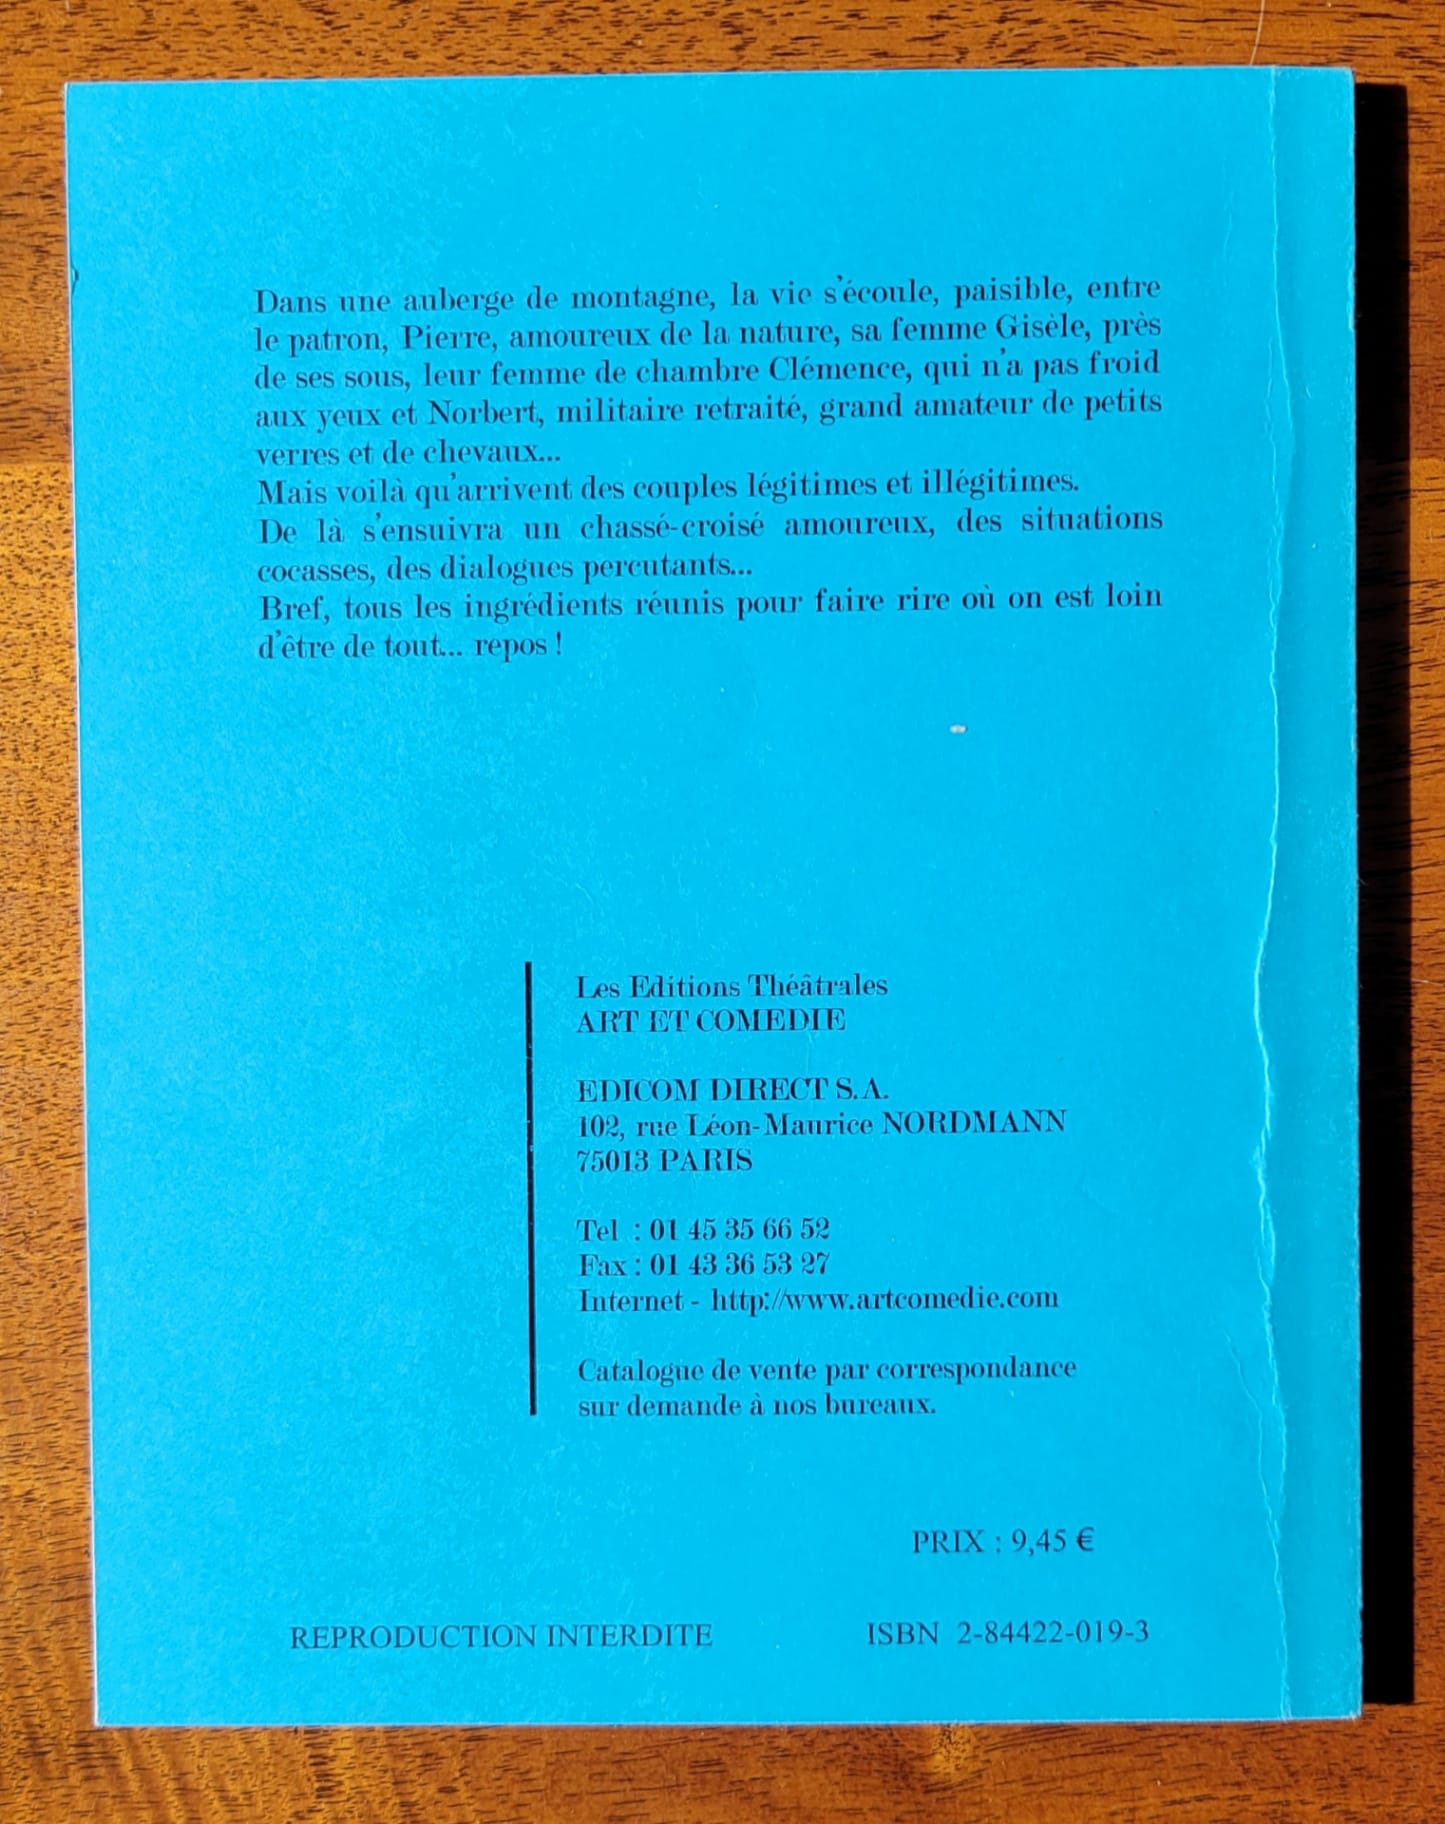 Dans une auberge de montagne, la vie s'écoule, paisible, entre
le patron, Pierre, amoureux de la nature, sa femme Gisèle, près
de ses sous, leur femme de chambre Clémence, qui n'a pas froid
aux yeux et Norbert, militaire retraité, grand amateur de petits
verres et de chevaux...
Mais voilà qu'arrivent des couples légitimes et illégitimes.
De là s'ensuivra un chassé-croisé amoureux, des situations
cocasses, des dialogues percutants...
Bref, tous les ingrédients réunis pour faire rire où on est loin
d'être de tout... repos !
Les Editions Théâtrales
ART ET COMEDIE
EDICOM DIRECT S.A.
102, rue Léon-Maurice NORDMANN
75013 PARIS
Tel : 01 45 35 66 52
Fax : 01 43 36 53 27
Internet - http://www.artcomedie.com
Catalogue de vente par correspondance
sur demande à nos bureaux.
PRIX : 9,45 €
REPRODUCTION INTERDITE ISBN 2-84422-019-3